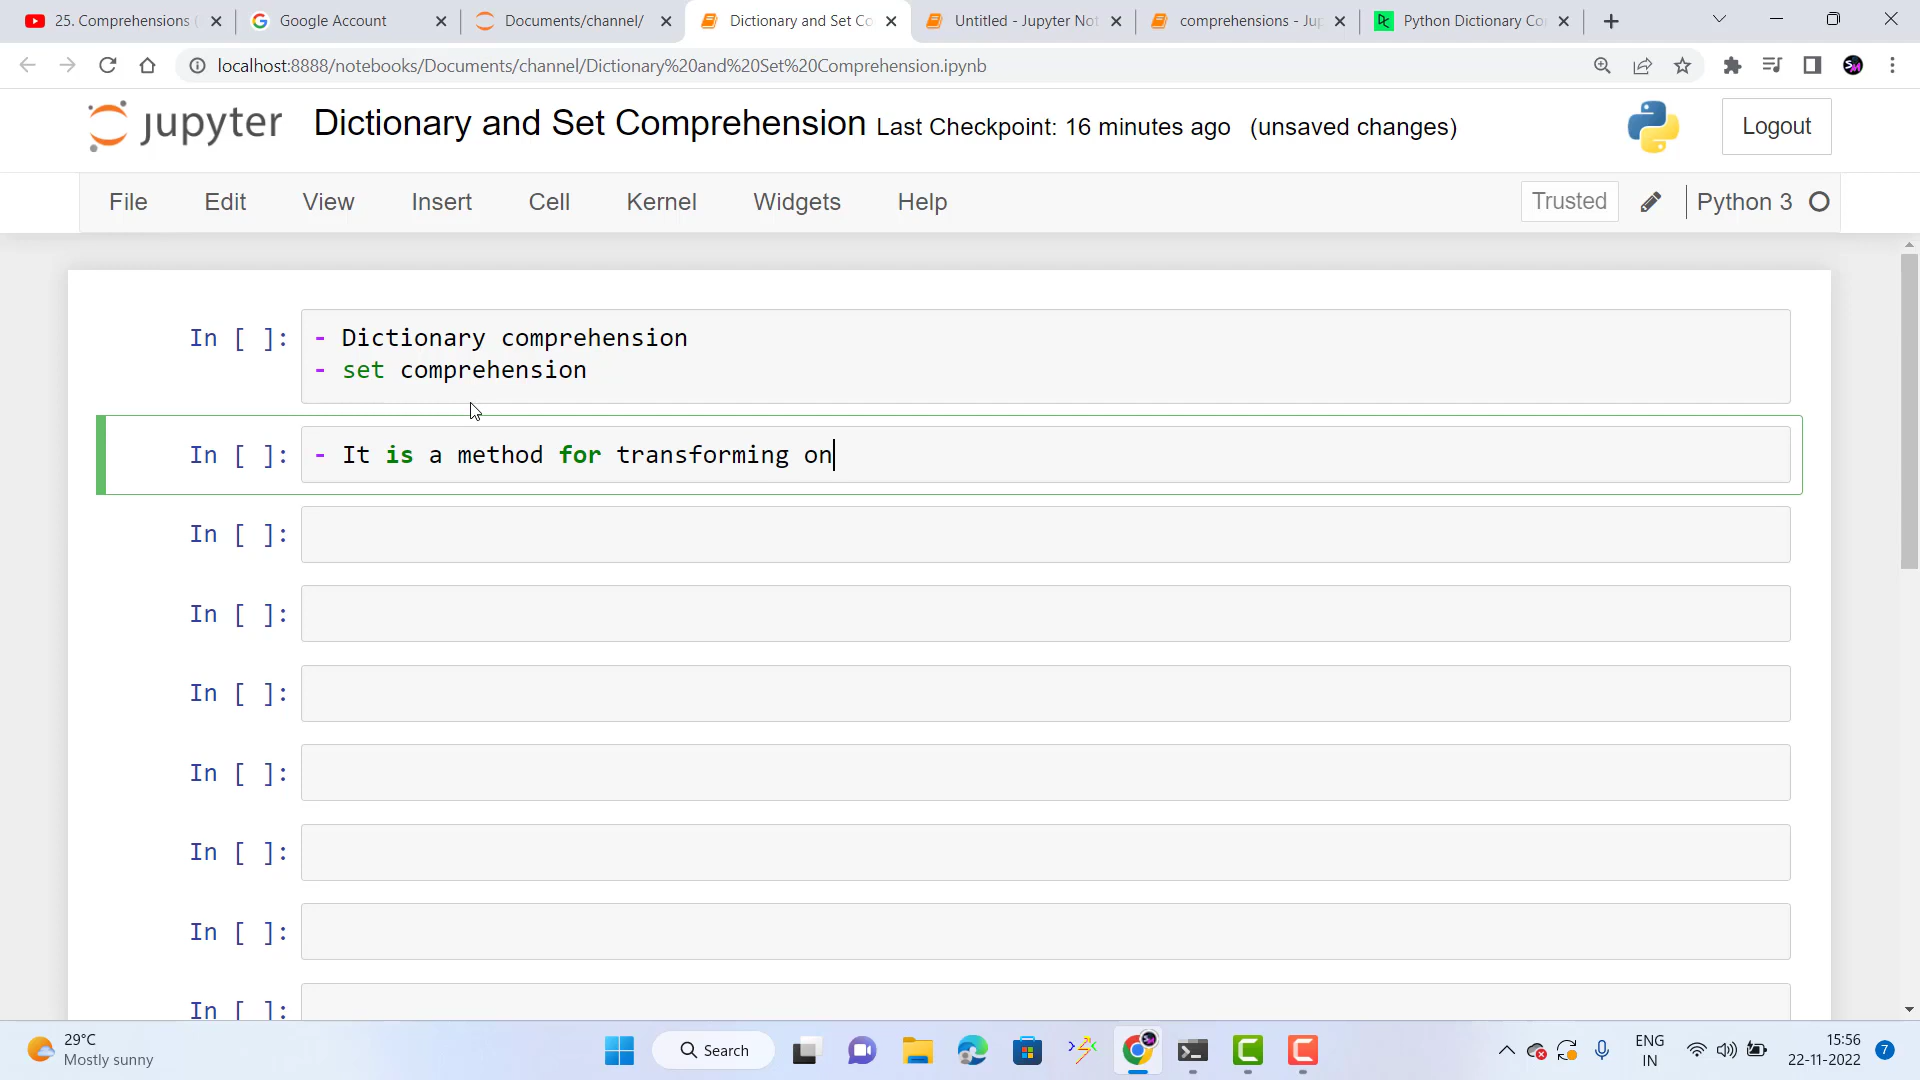 25. Comprehensions (
Google Account
Documents/channel/
Dictionary and Set Co
Untitled - Jupyter Not
comprehensions - Jup
Python Dictionary Co
localhost:8888/notebooks/Documents/channel/Dictionary%20and%20Set%20Comprehension.ipynb
jupyter Dictionary and Set Comprehension Last Checkpoint: 16 minutes ago (unsaved changes)
Logout
File Edit View Insert Cell Kernel Widgets Help
Trusted Python 3
In [ ]: - Dictionary comprehension
- set comprehension
In [ ]: - It is a method for transforming on
In [ ]:
In [ ]:
In [ ]:
In [ ]:
In [ ]:
In [ ]:
In [ ]:
29°C
Mostly sunny
Search
ENG
IN
15:56
22-11-2022
7